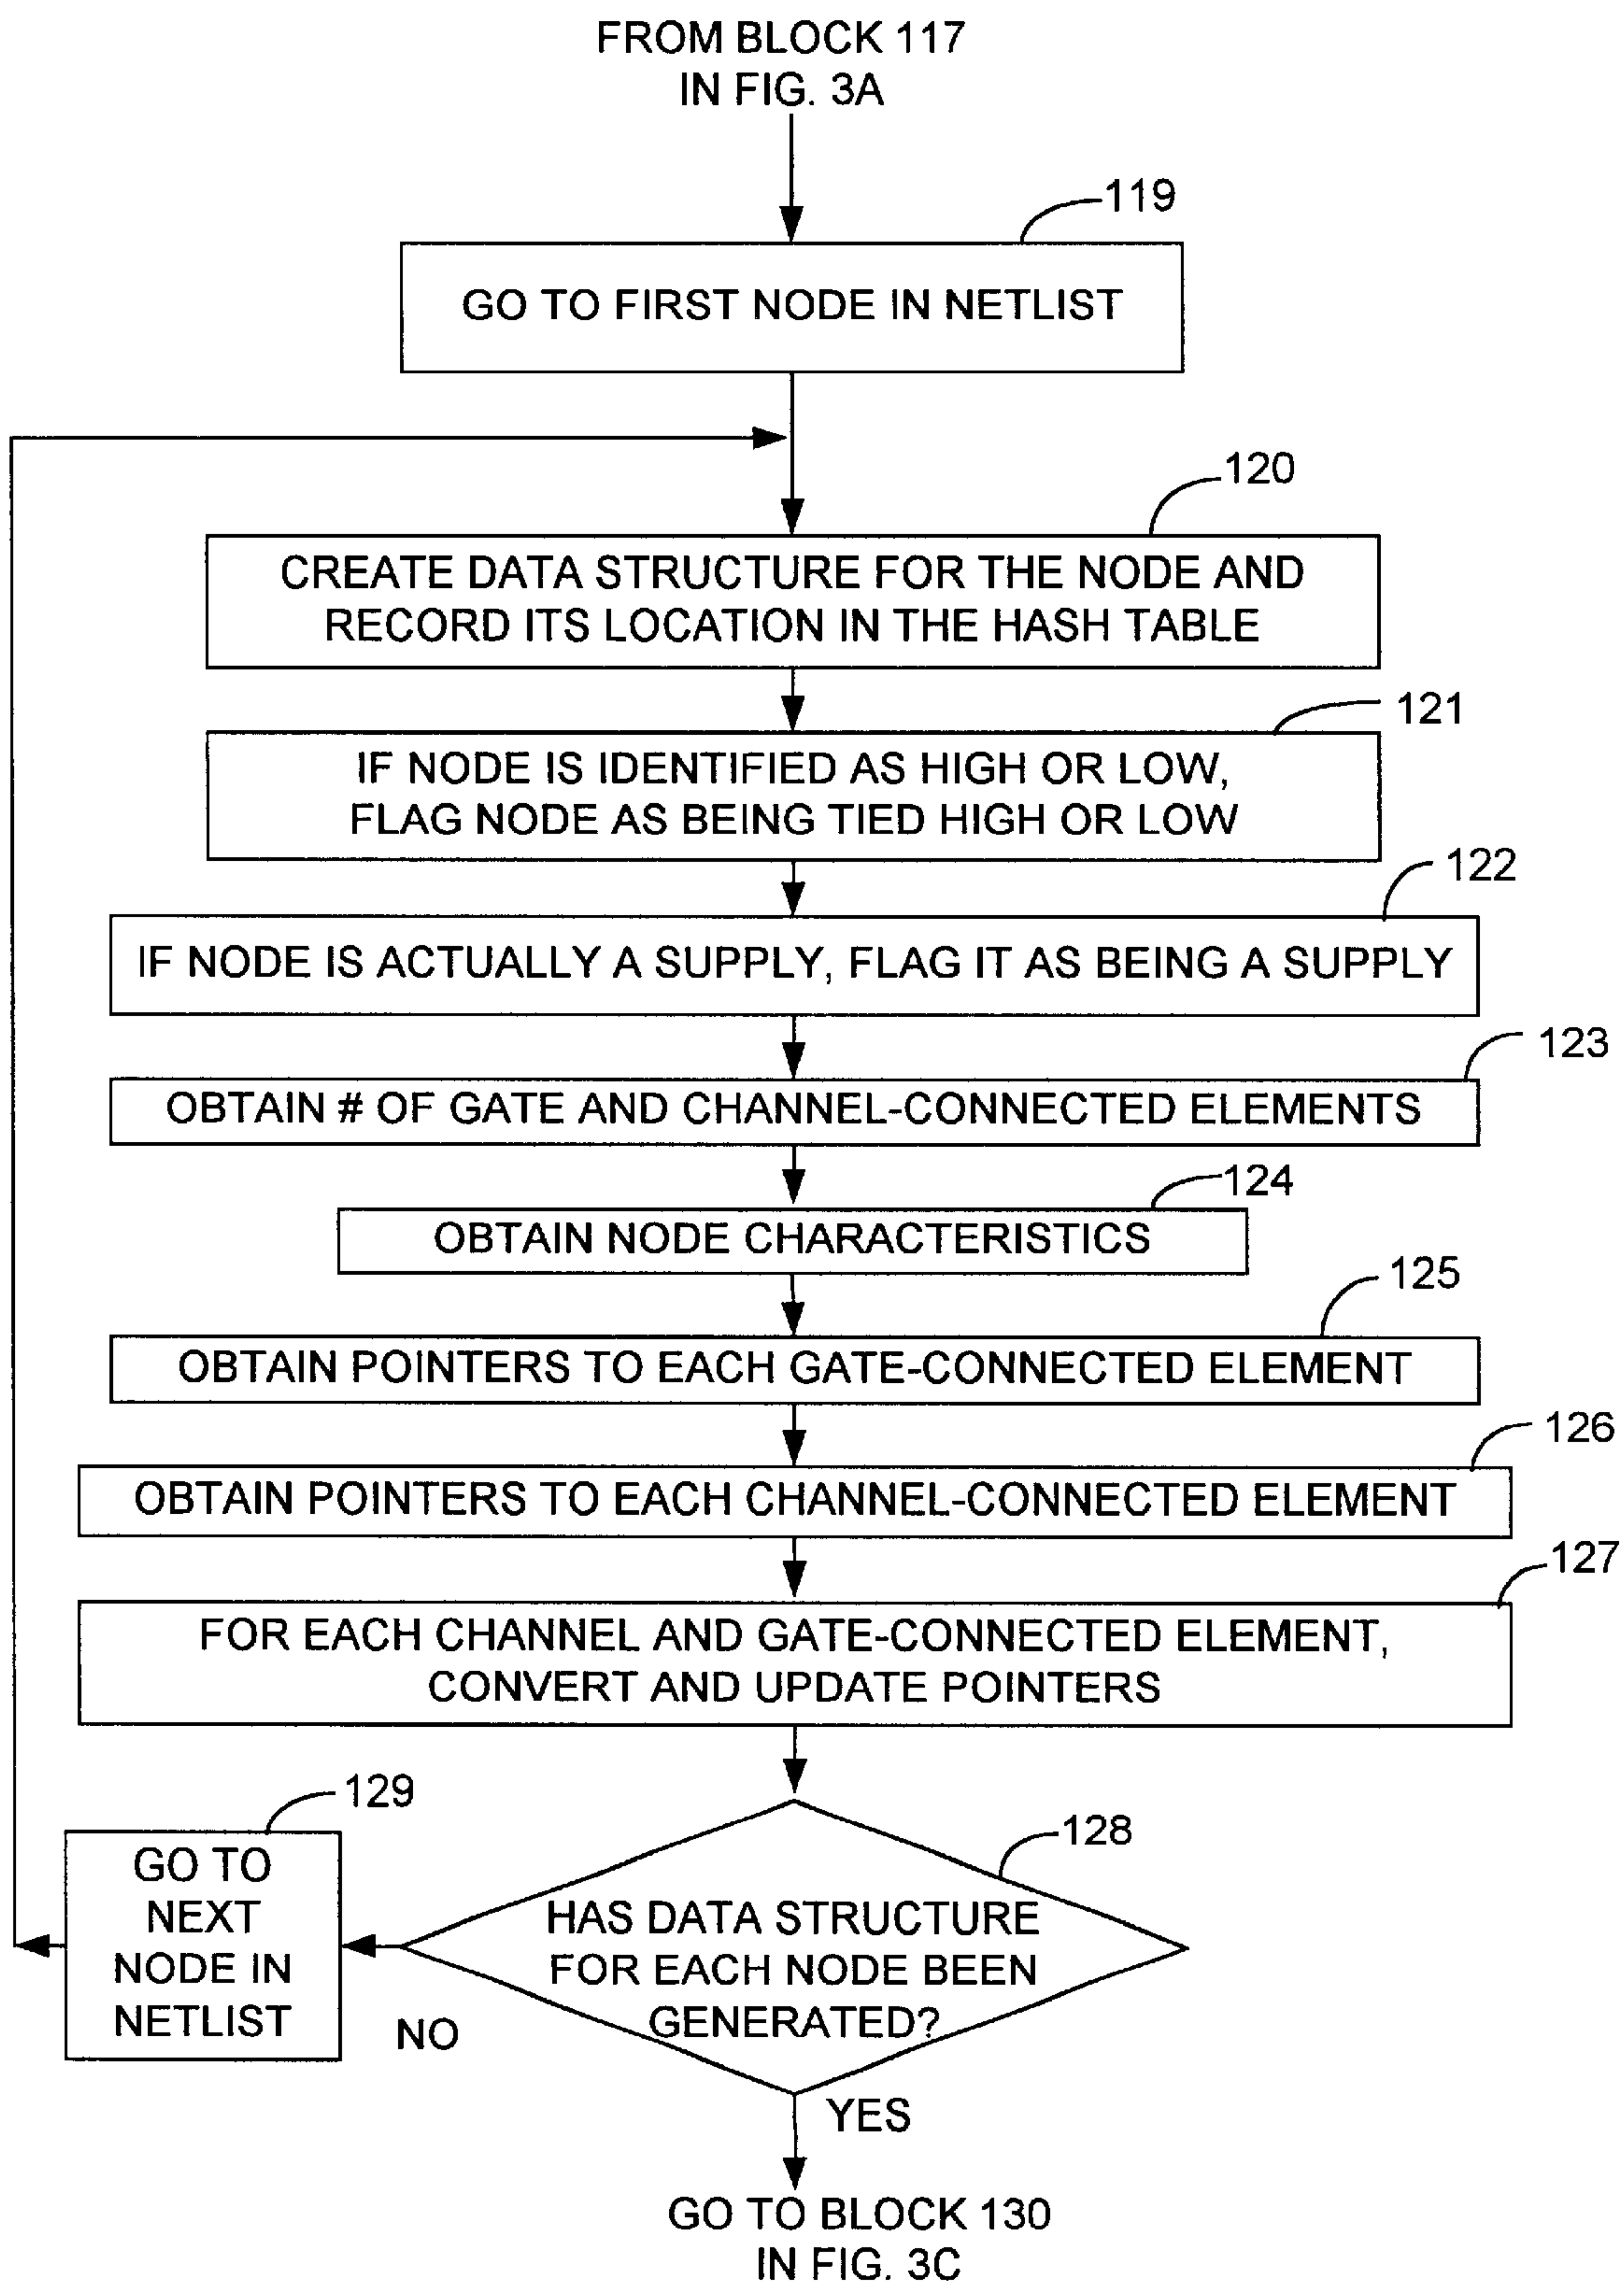 FROM BLOCK 117
IN FIG. 3A
119
GO TO FIRST NODE IN NETLIST
120
CREATE DATA STRUCTURE FOR THE NODE AND
RECORD ITS LOCATION IN THE HASH TABLE
121
IF NODE IS IDENTIFIED AS HIGH OR LOW,
FLAG NODE AS BEING TIED HIGH OR LOW
122
IF NODE IS ACTUALLY A SUPPLY, FLAG IT AS BEING A SUPPLY
123
OBTAIN # OF GATE AND CHANNEL-CONNECTED ELEMENTS
124
OBTAIN NODE CHARACTERISTICS
125
OBTAIN POINTERS TO EACH GATE-CONNECTED ELEMENT
126
OBTAIN POINTERS TO EACH CHANNEL-CONNECTED ELEMENT
127
FOR EACH CHANNEL AND GATE-CONNECTED ELEMENT,
CONVERT AND UPDATE POINTERS
129
GO TO
NEXT
NODE IN
NETLIST
NO
128
HAS DATA STRUCTURE
FOR EACH NODE BEEN
GENERATED?
YES
GO TO BLOCK 130
IN FIG. 3C